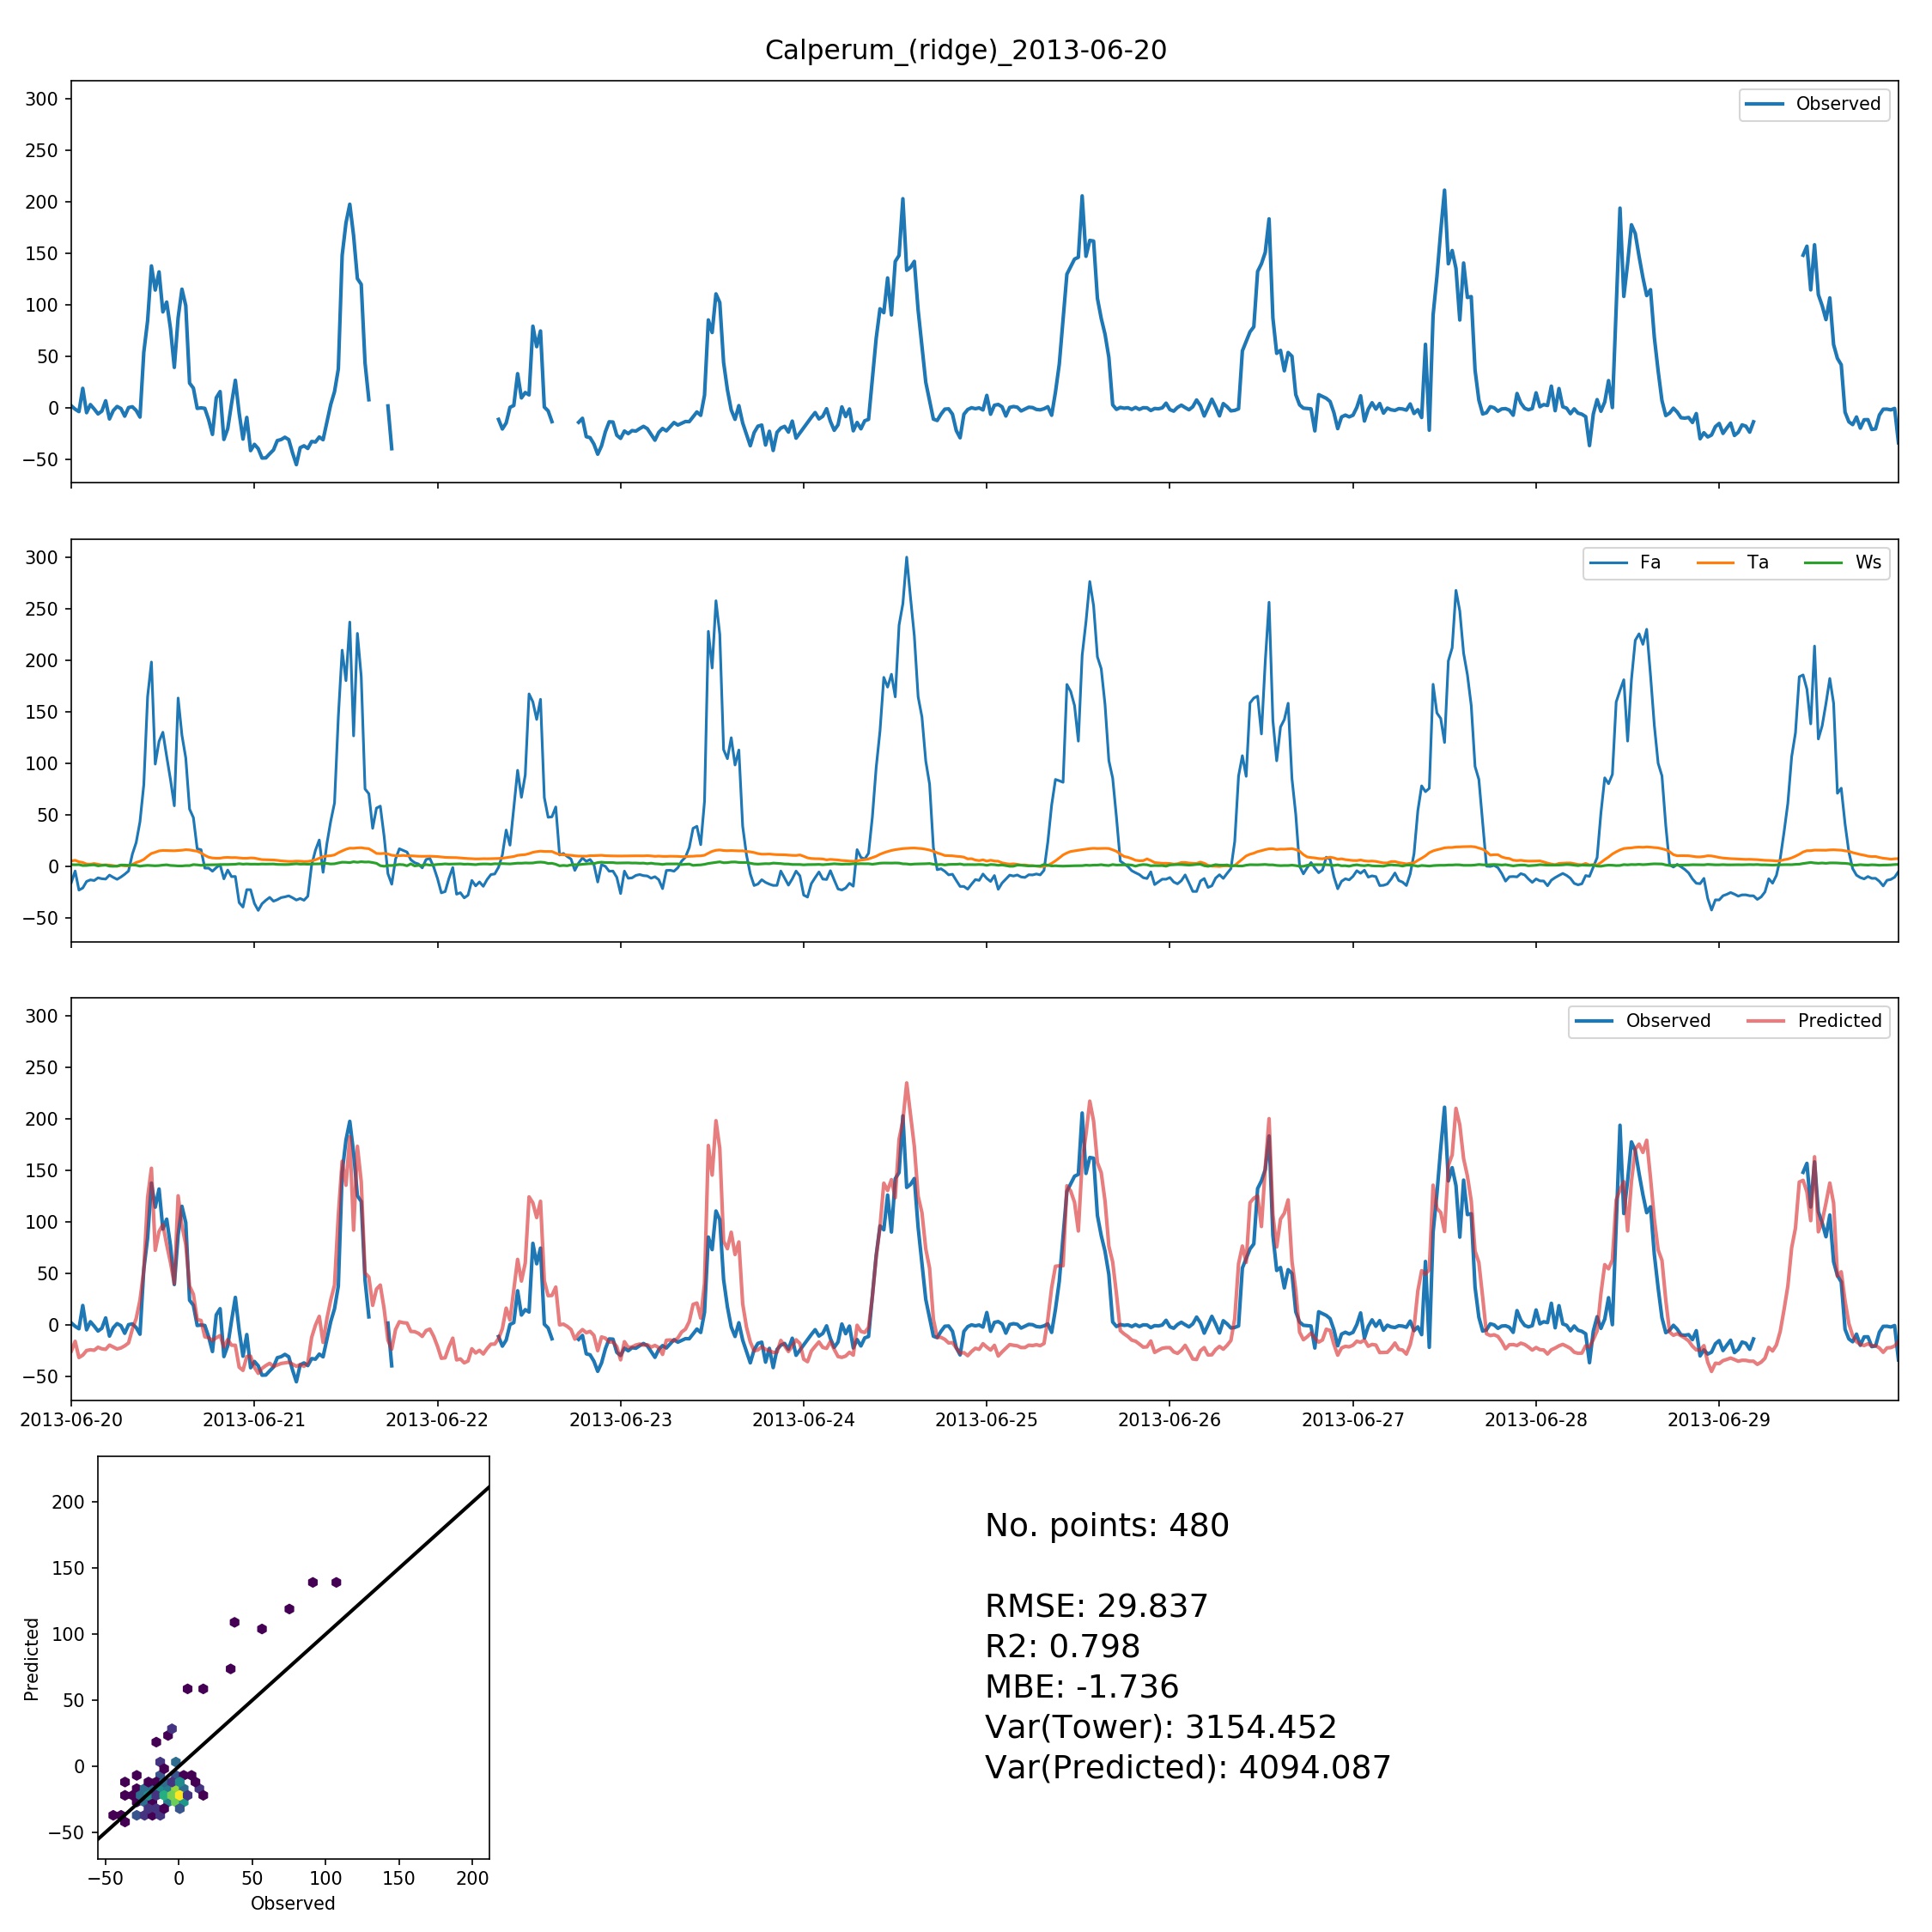 Calperum_(ridge)_2013-06-20
300
250
200
150
100
50
0
−50
Observed
300
250
200
150
100
50
0
−50
Fa Ta Ws
300
250
200
150
100
50
0
−50
Observed Predicted
2013-06-20 2013-06-21 2013-06-22 2013-06-23 2013-06-24 2013-06-25 2013-06-26 2013-06-27 2013-06-28 2013-06-29
Predicted
200
150
100
50
0
−50
−50 0 50 100 150 200
Observed
No. points: 480
RMSE: 29.837
R2: 0.798
MBE: -1.736
Var(Tower): 3154.452
Var(Predicted): 4094.087